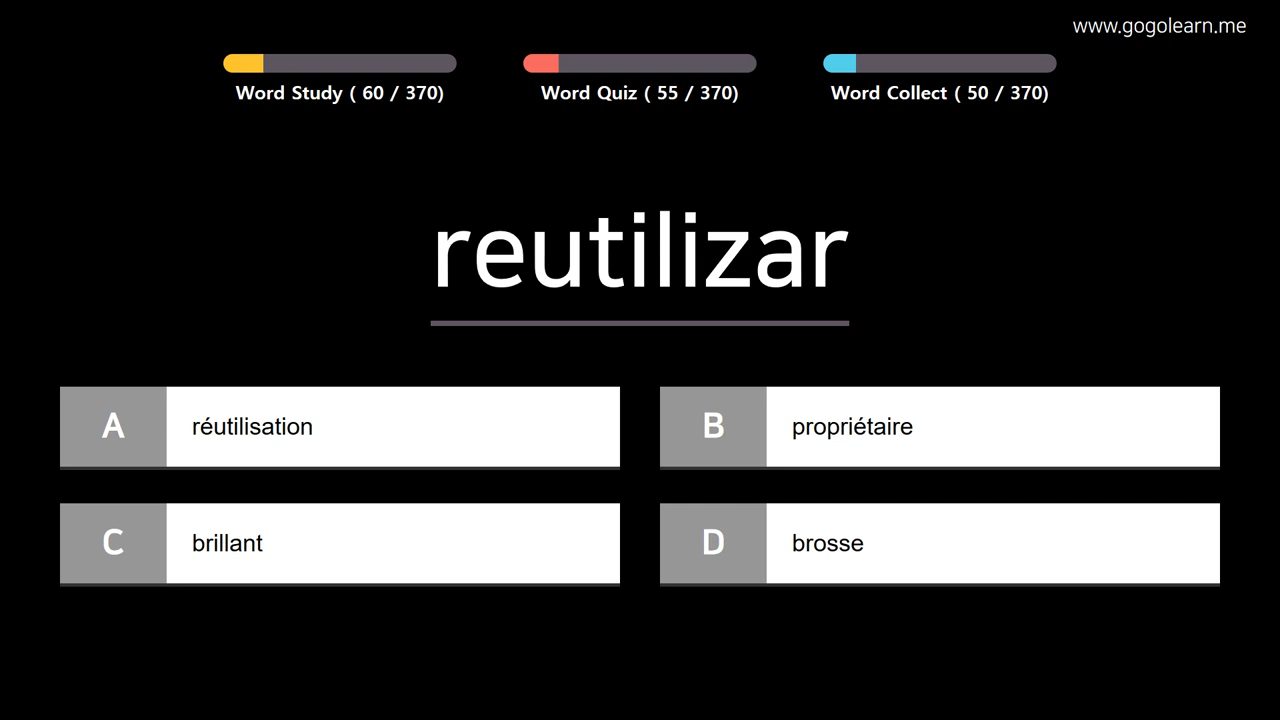 www.gogolearn.me
Word Study ( 60 / 370)
Word Quiz ( 55 / 370)
Word Collect ( 50 / 370)
reutilizar
A réutilisation
B propriétaire
C brillant
D brosse